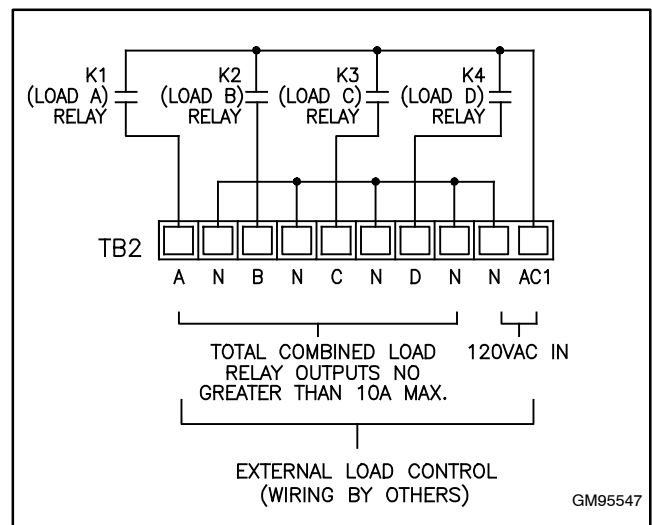 K1
(LOAD A)
RELAY
K2
(LOAD B)
RELAY
K3
(LOAD C)
RELAY
K4
(LOAD D)
RELAY
TB2
A N B N C N D N N AC1
TOTAL COMBINED LOAD
RELAY OUTPUTS NO
GREATER THAN 10A MAX.
120VAC IN
EXTERNAL LOAD CONTROL
(WIRING BY OTHERS)
GM95547